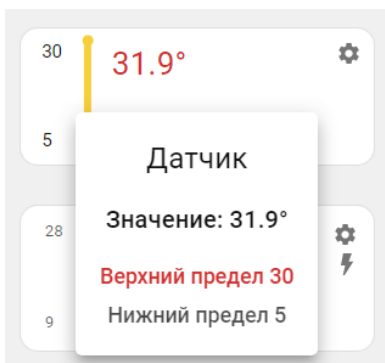 30
31.9°
5
Датчик
Значение: 31.9°
Верхний предел 30
Нижний предел 5
28
9